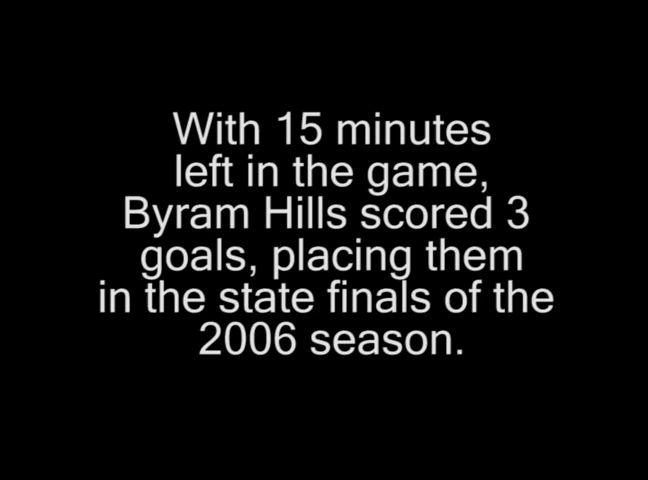 With 15 minutes
left in the game,
Byram Hills scored 3
goals, placing them
in the state finals of the
2006 season.